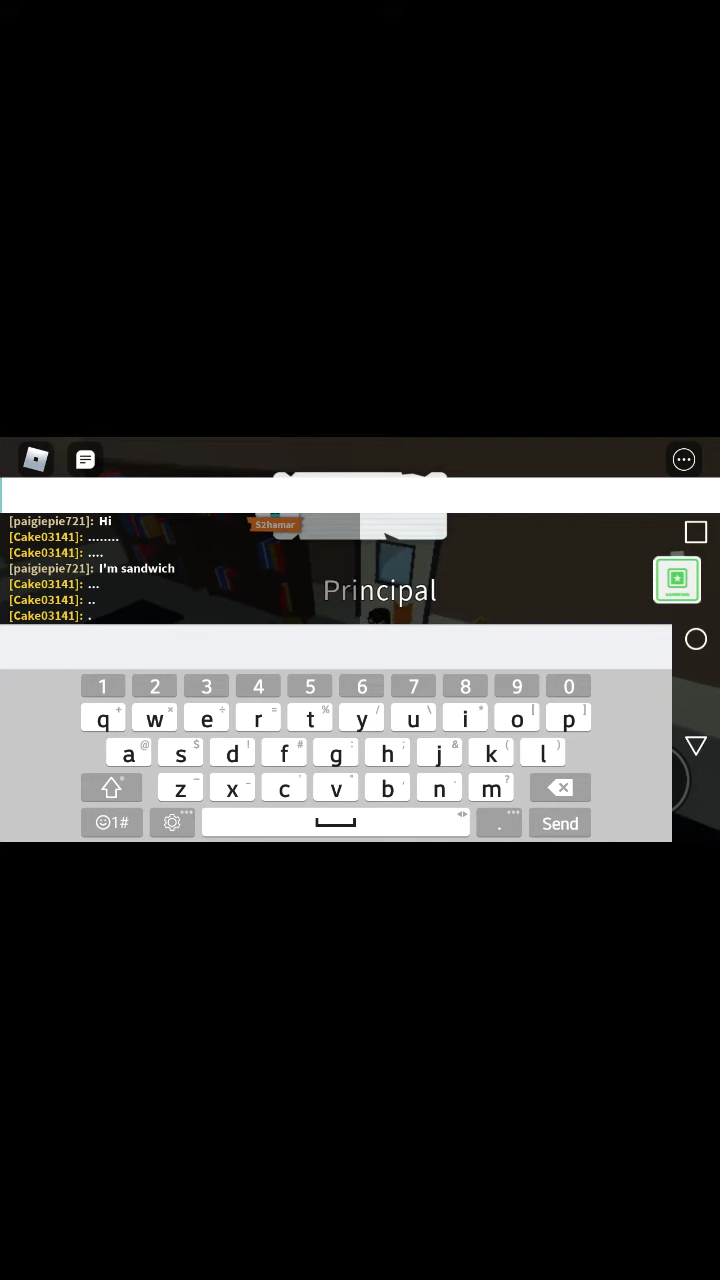 S2hamar
[paigiepie721]: Hi
[Cake03141]: ........
[Cake03141]: ....
[paigiepie721]: I'm sandwich
[Cake03141]: ...
[Cake03141]: ..
[Cake03141]: .
Principal
1 2 3 4 5 6 7 8 9 0
q + w × e ÷ r = t % y / u \ i * o [ p ]
a @ s $ d ! f # g : h ; j & k ( l )
z – x - c ' v " b , n . m ?
1# . Send